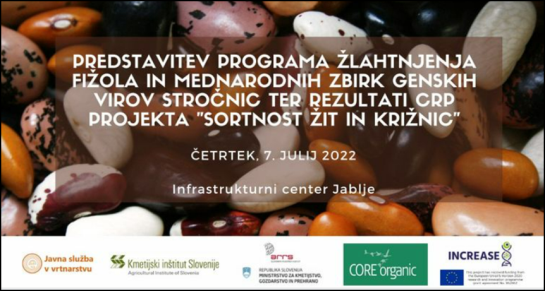 PREDSTAVITEV PROGRAMA ŽLAHTNJENJA
FIŽOLA IN MEDNARODNIH ZBIRK GENSKIH
VIROV STROČNIC TER REZULTATI CRP
PROJEKTA "SORTNOST ŽIT IN KRIŽNIC"
ČETRTEK, 7. JULIJ 2022
Infrastrukturni center Jablje
Javna služba
v vrtnarstvu
Kmetijski inštitut Slovenije
Agricultural Institute of Slovenia
arrs
REPUBLIKA SLOVENIJA
MINISTRSTVO ZA KMETIJSTVO,
GOZDARSTVO IN PREHRANO
CORE organic
INCREASE